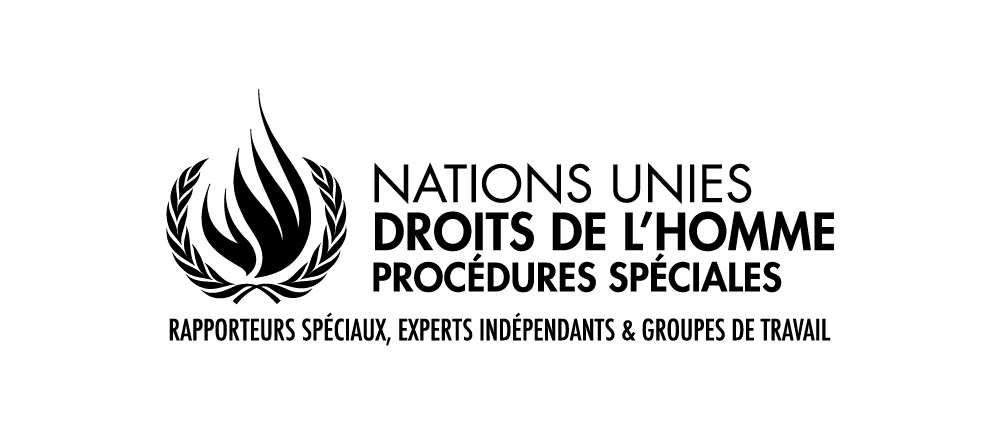 NATIONS UNIES
DROITS DE L'HOMME
PROCÉDURES SPÉCIALES
RAPPORTEURS SPÉCIAUX, EXPERTS INDÉPENDANTS & GROUPES DE TRAVAIL